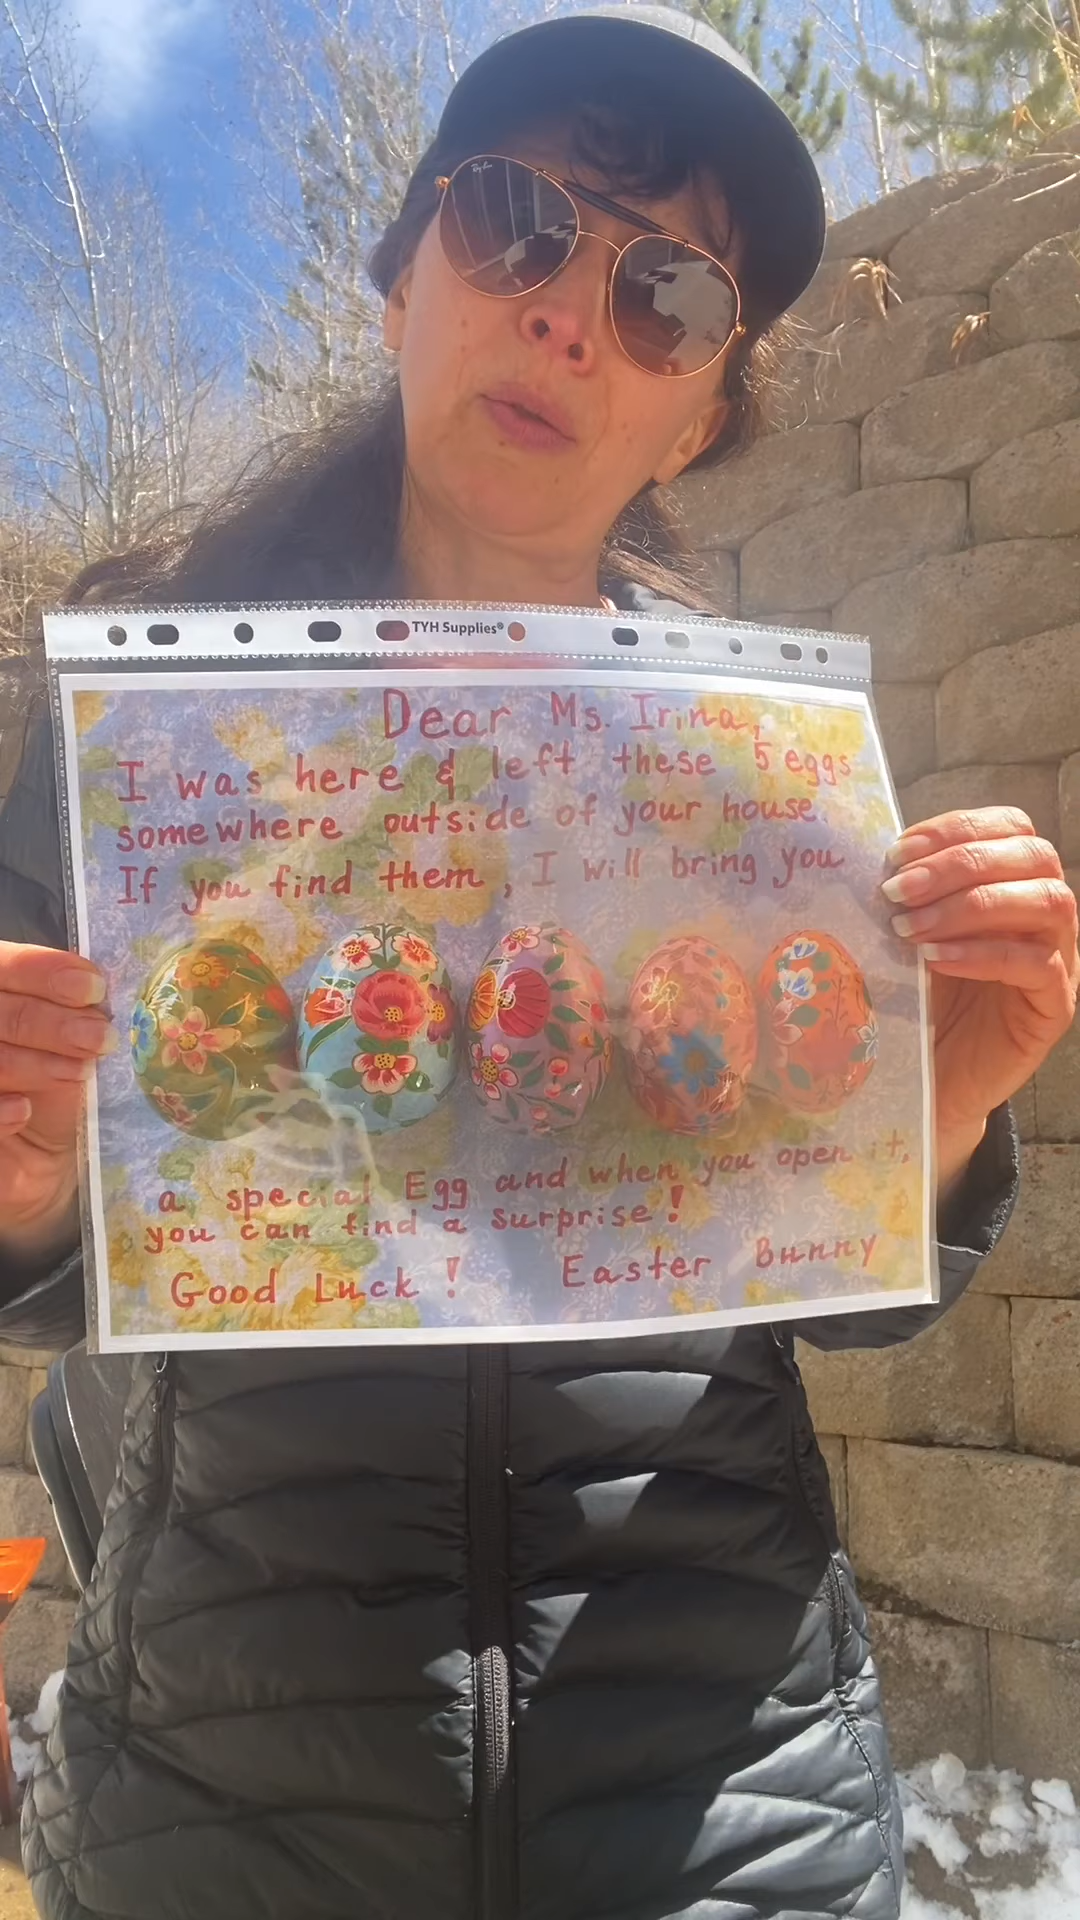 Ray-Ban
TYH Supplies®
Dear Ms. Irina,
I was here & left these 5 eggs
somewhere outside of your house.
If you find them, I will bring you
a special Egg and when you open it,
you can find a surprise!
Good Luck! Easter Bunny